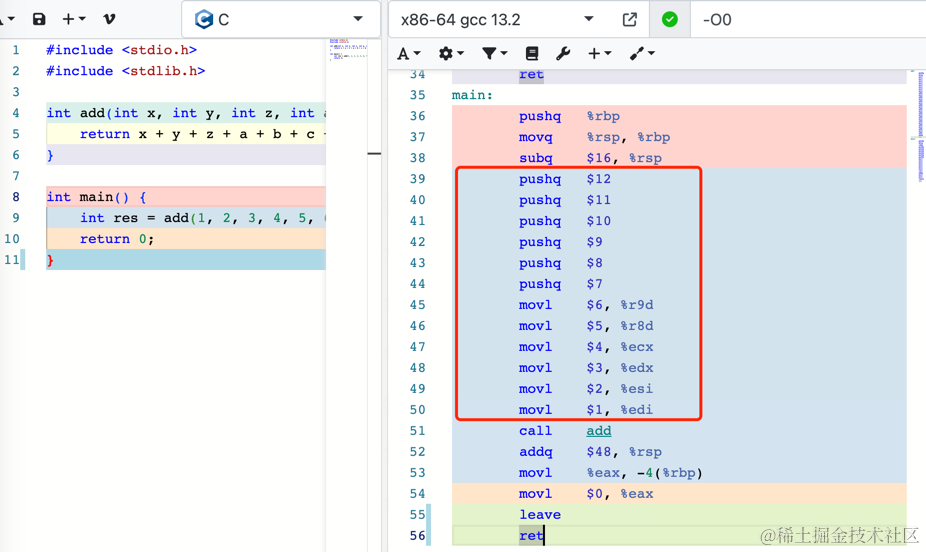 C
x86-64 gcc 13.2
-O0
A
1 #include <stdio.h>
2 #include <stdlib.h>
3
4 int add(int x, int y, int z, int
5 return x + y + z + a + b + c
6 }
7
8 int main() {
9 int res = add(1, 2, 3, 4, 5,
10 return 0;
11 }
34 ret
35 main:
36 pushq %rbp
37 movq %rsp, %rbp
38 subq $16, %rsp
39 pushq $12
40 pushq $11
41 pushq $10
42 pushq $9
43 pushq $8
44 pushq $7
45 movl $6, %r9d
46 movl $5, %r8d
47 movl $4, %ecx
48 movl $3, %edx
49 movl $2, %esi
50 movl $1, %edi
51 call add
52 addq $48, %rsp
53 movl %eax, -4(%rbp)
54 movl $0, %eax
55 leave
56 ret
@稀土掘金技术社区